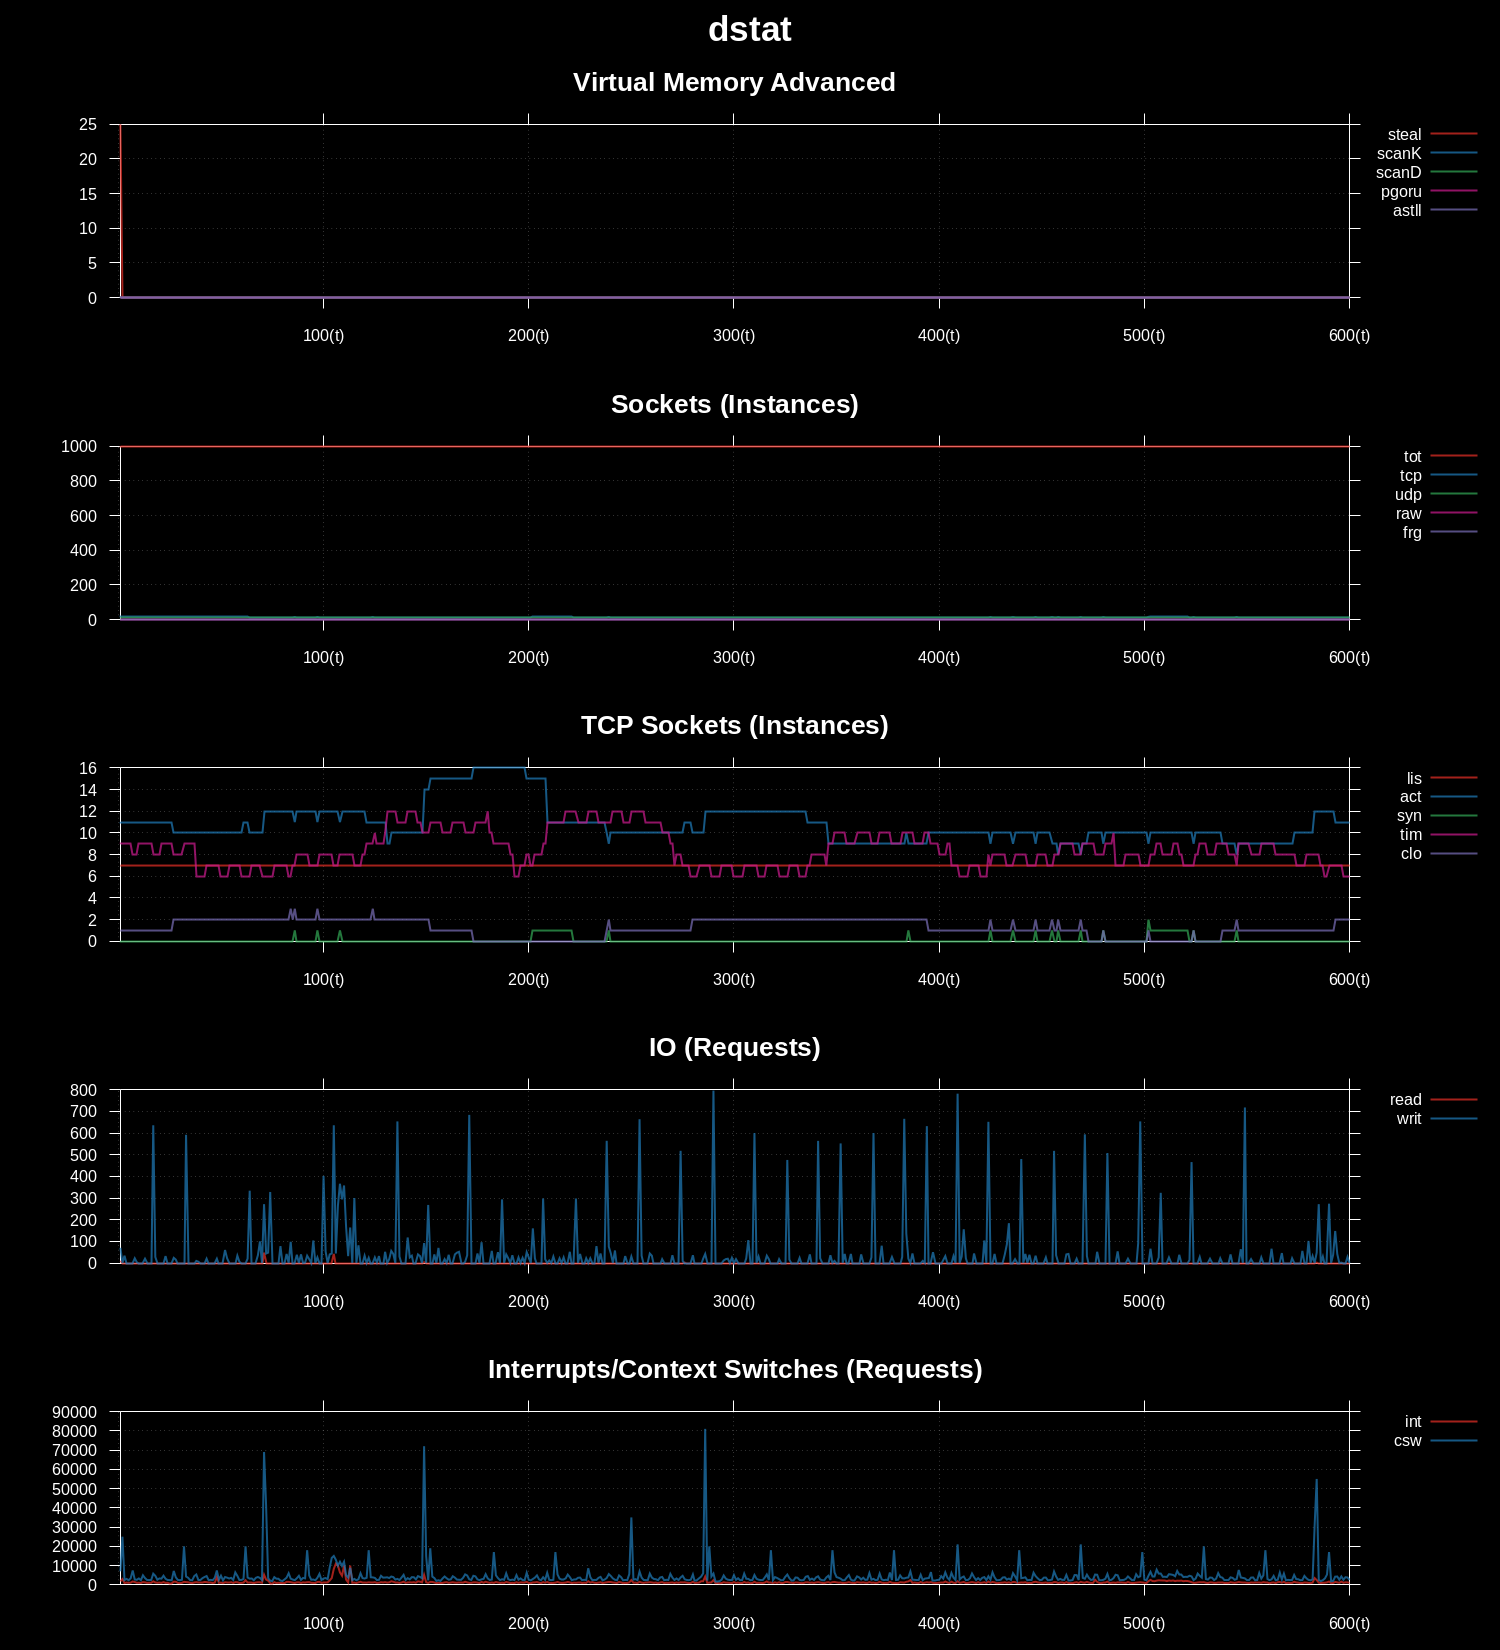 dstat
Virtual Memory Advanced
25
20
15
10
5
0
100(t) 200(t) 300(t) 400(t) 500(t) 600(t)
steal
scanK
scanD
pgoru
astll
Sockets (Instances)
1000
800
600
400
200
0
100(t) 200(t) 300(t) 400(t) 500(t) 600(t)
tot
tcp
udp
raw
frg
TCP Sockets (Instances)
16
14
12
10
8
6
4
2
0
100(t) 200(t) 300(t) 400(t) 500(t) 600(t)
lis
act
syn
tim
clo
IO (Requests)
800
700
600
500
400
300
200
100
0
100(t) 200(t) 300(t) 400(t) 500(t) 600(t)
read
writ
Interrupts/Context Switches (Requests)
90000
80000
70000
60000
50000
40000
30000
20000
10000
0
100(t) 200(t) 300(t) 400(t) 500(t) 600(t)
int
csw